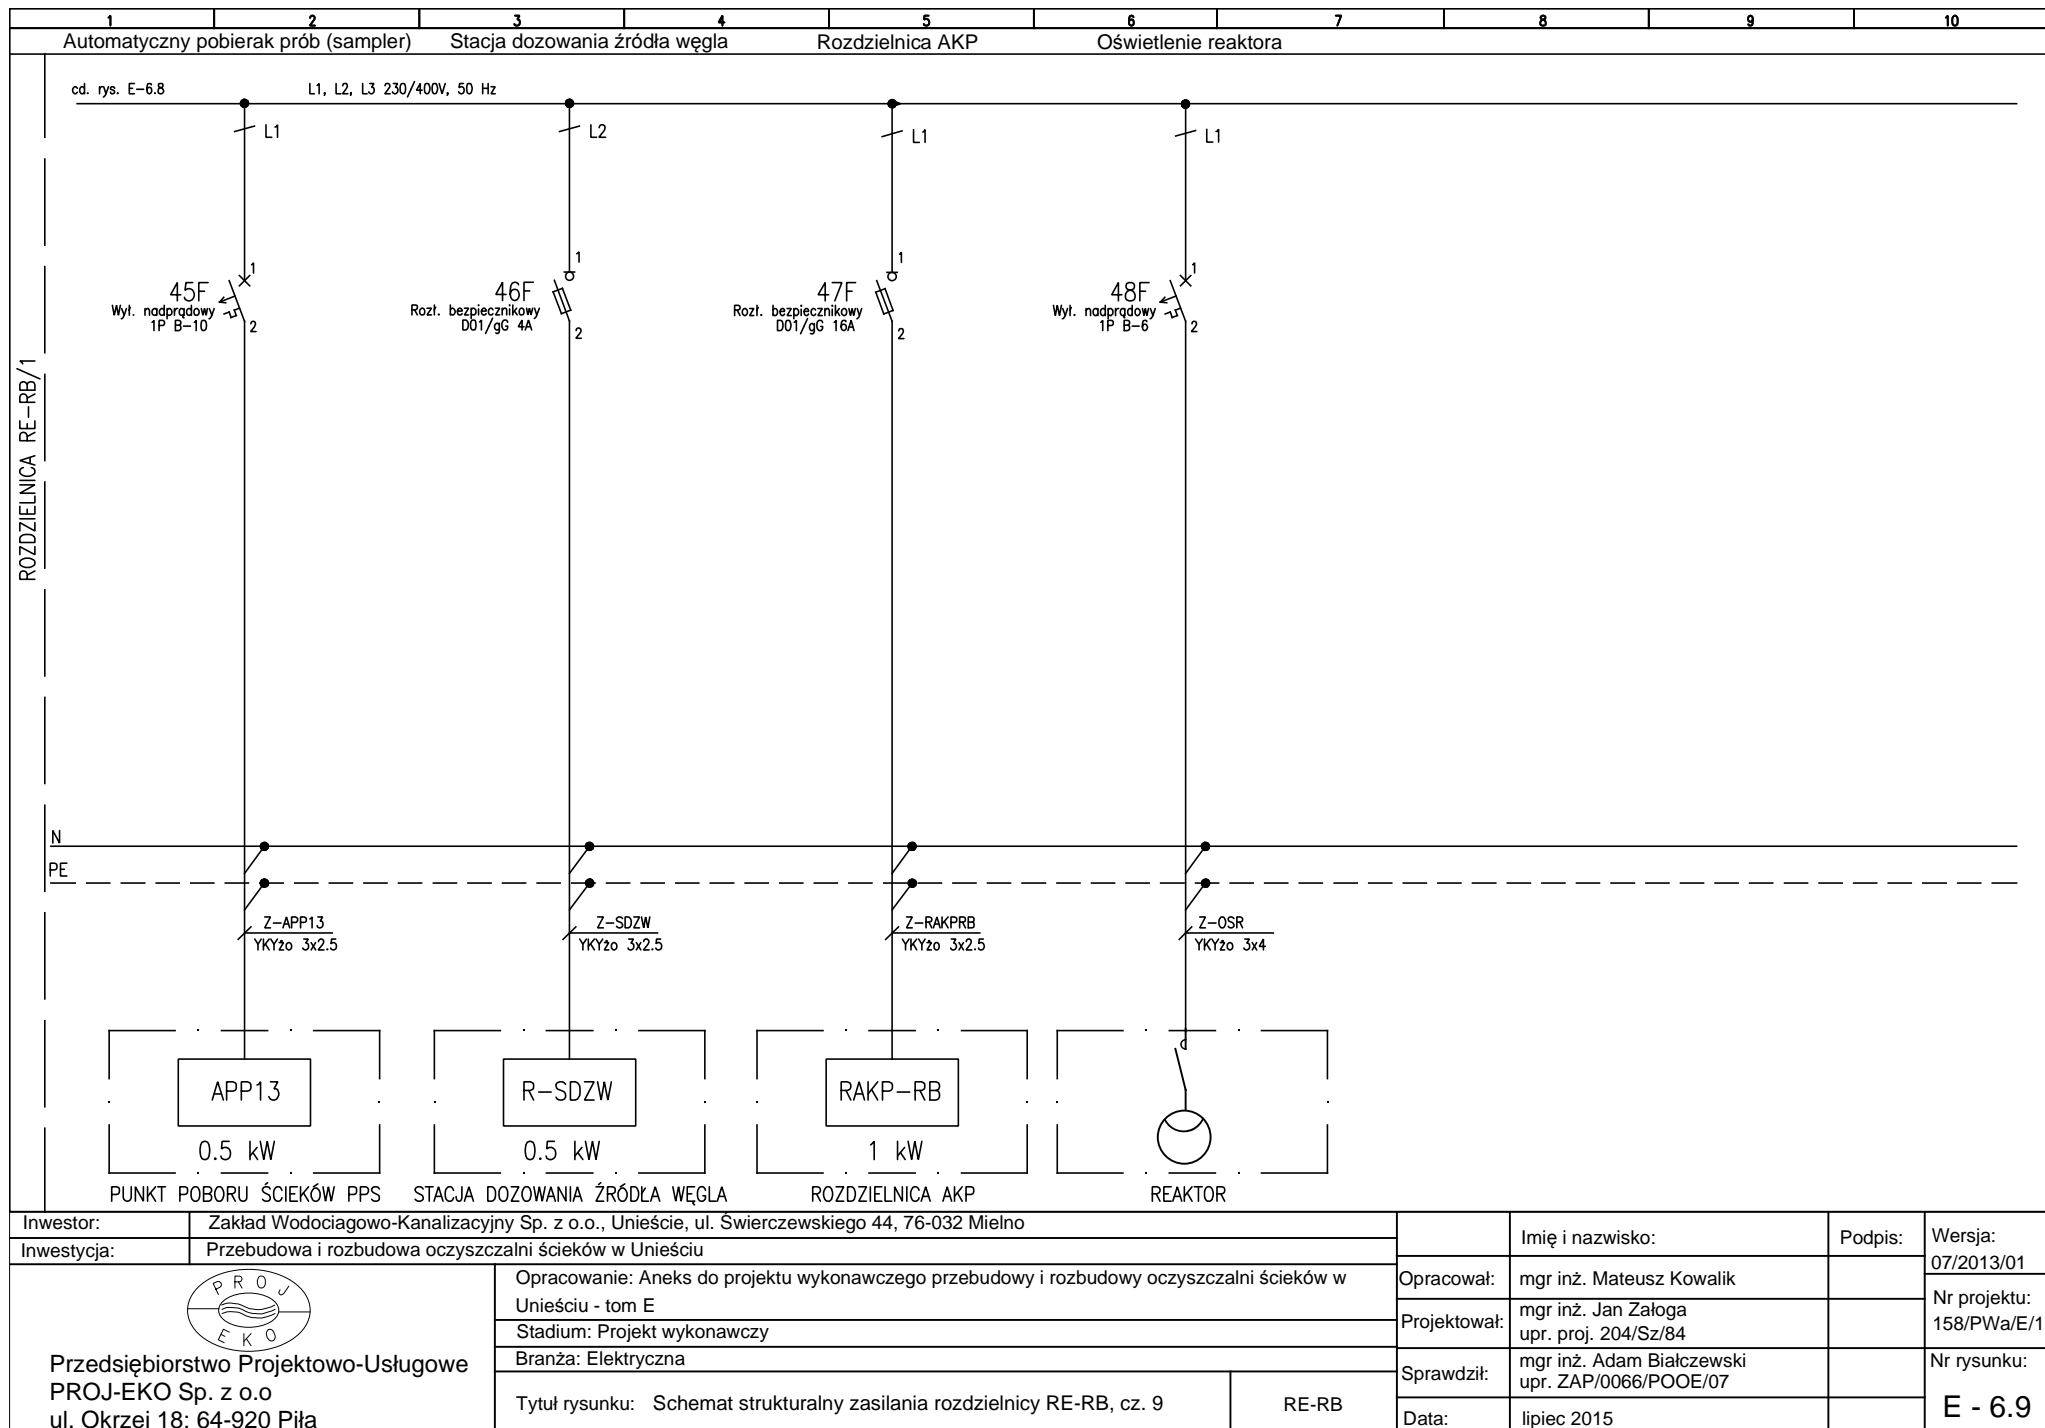 1 2 3 4 5 6 7 8 9 10
Automatyczny pobierak prób (sampler) Stacja dozowania źródła węgla Rozdzielnica AKP Oświetlenie reaktora
cd. rys. E-6.8 L1, L2, L3 230/400V, 50 Hz
L1 L2 L1 L1
1 1 1 1
45F 46F 47F 48F
Wył. nadprądowy Rozł. bezpiecznikowy Rozł. bezpiecznikowy Wył. nadprądowy
1P B-10 D01/gG 4A D01/gG 16A 1P B-6
2 2 2 2
ROZDZIELNICA RE-RB/1
N
PE
Z-APP13 Z-SDZW Z-RAKPRB Z-OSR
YKYżo 3x2.5 YKYżo 3x2.5 YKYżo 3x2.5 YKYżo 3x4
APP13 R-SDZW RAKP-RB
0.5 kW 0.5 kW 1 kW
PUNKT POBORU ŚCIEKÓW PPS STACJA DOZOWANIA ŹRÓDŁA WĘGLA ROZDZIELNICA AKP REAKTOR
Inwestor: Zakład Wodociagowo-Kanalizacyjny Sp. z o.o., Unieście, ul. Świerczewskiego 44, 76-032 Mielno
Inwestycja: Przebudowa i rozbudowa oczyszczalni ścieków w Unieściu
PROJ
EKO
Przedsiębiorstwo Projektowo-Usługowe
PROJ-EKO Sp. z o.o
ul. Okrzei 18; 64-920 Piła
Opracowanie: Aneks do projektu wykonawczego przebudowy i rozbudowy oczyszczalni ścieków w
Unieściu - tom E
Stadium: Projekt wykonawczy
Branża: Elektryczna
Tytuł rysunku: Schemat strukturalny zasilania rozdzielnicy RE-RB, cz. 9 RE-RB
Imię i nazwisko: Podpis:
Opracował: mgr inż. Mateusz Kowalik
Projektował: mgr inż. Jan Załoga
upr. proj. 204/Sz/84
Sprawdził: mgr inż. Adam Białczewski
upr. ZAP/0066/POOE/07
Data: lipiec 2015
Wersja:
07/2013/01
Nr projektu:
158/PWa/E/1
Nr rysunku:
E - 6.9